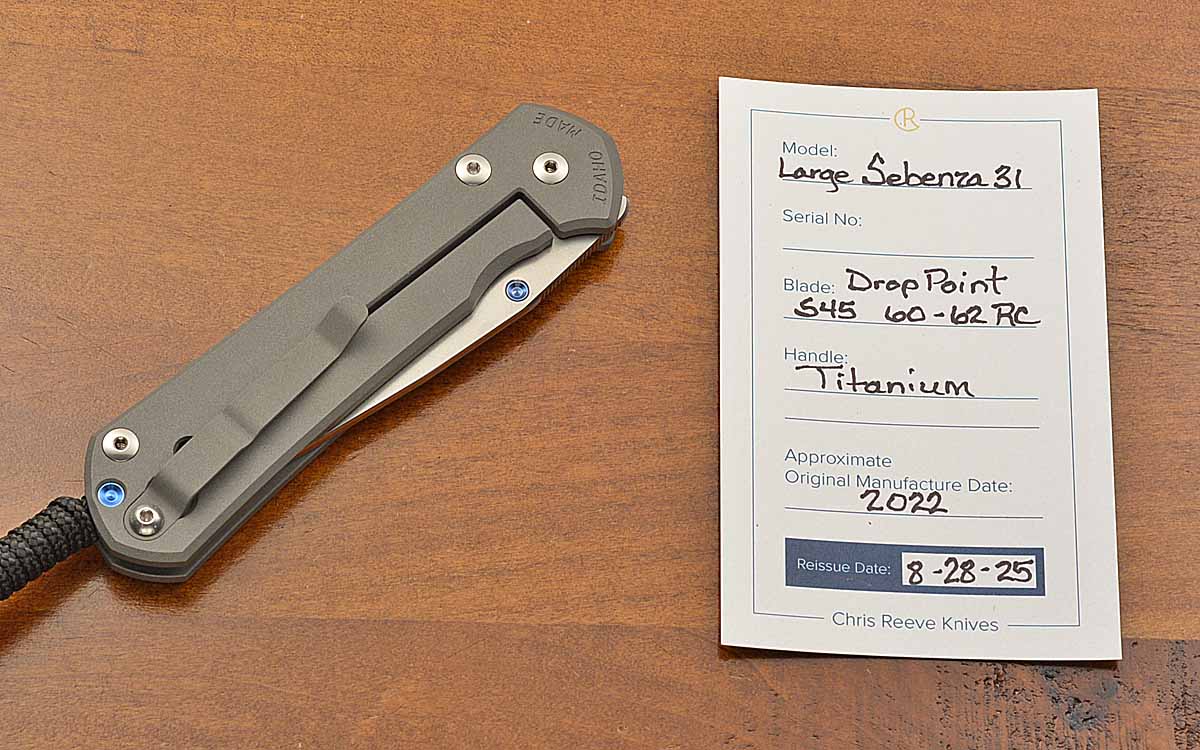 MADE
IDAHO
CR
Model:
Large Sebenza 31
Serial No:
Blade: Drop Point
S45 60-62 RC
Handle:
Titanium
Approximate
Original Manufacture Date:
2022
Reissue Date: 8-28-25
Chris Reeve Knives